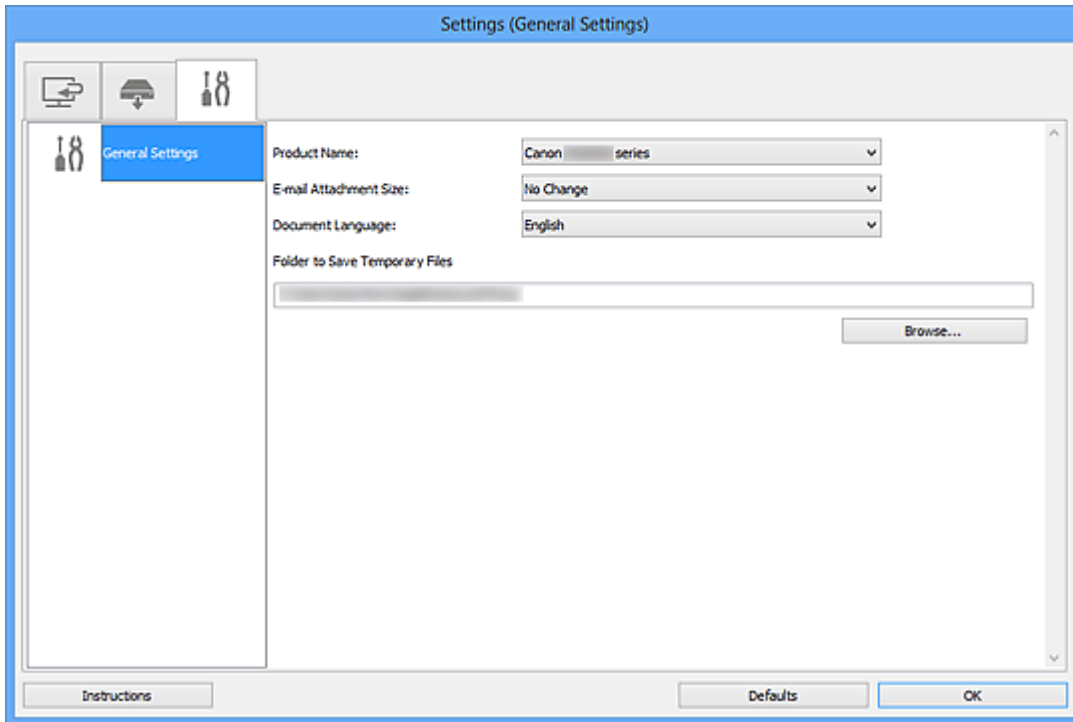 Settings (General Settings)
General Settings
Product Name:
Canon series
E-mail Attachment Size:
No Change
Document Language:
English
Folder to Save Temporary Files
Browse...
Instructions
Defaults
OK